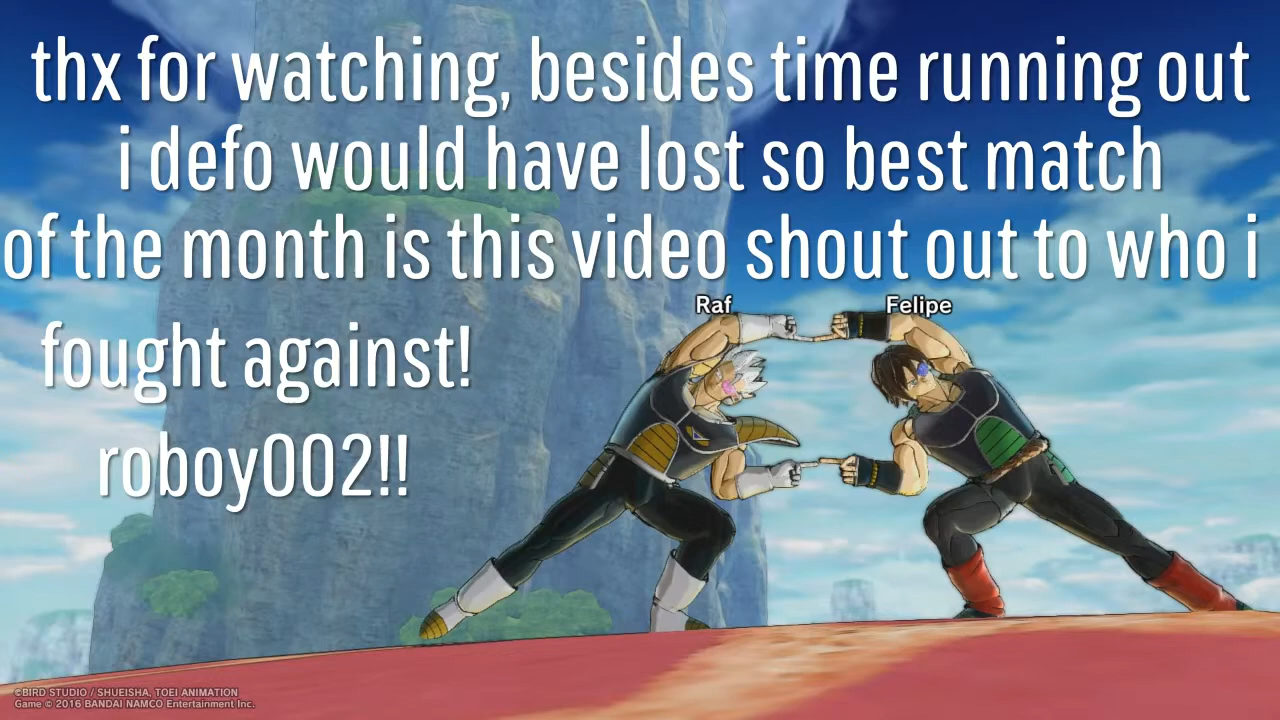 thx for watching, besides time running out
i defo would have lost so best match
of the month is this video shout out to who i
fought against!
roboy002!!
Raf
Felipe
©BIRD STUDIO / SHUEISHA, TOEI ANIMATION
Game © 2016 BANDAI NAMCO Entertainment Inc.